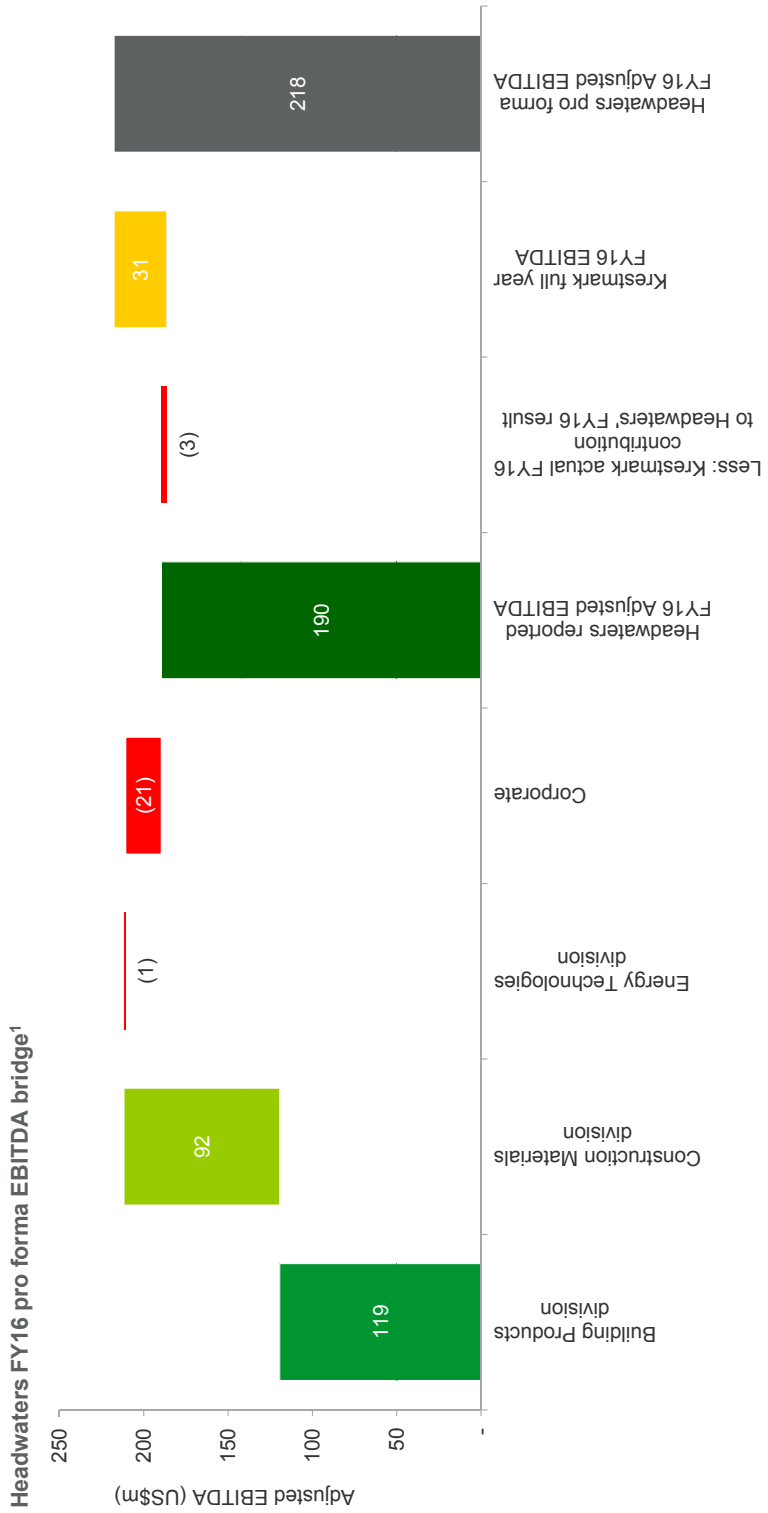 Headwaters FY16 pro forma EBITDA bridge¹
Adjusted EBITDA (US$m)
250
200
150
100
50
-
119
92
(1)
(21)
190
(3)
31
218
Building Products
division
Construction Materials
division
Energy Technologies
division
Corporate
Headwaters reported
FY16 Adjusted EBITDA
Less: Krestmark actual FY16
contribution
to Headwaters' FY16 result
Krestmark full year
FY16 EBITDA
Headwaters pro forma
FY16 Adjusted EBITDA